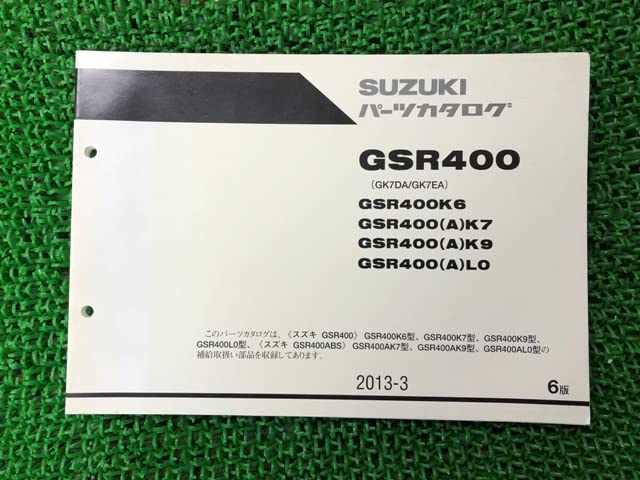 SUZUKI
パーツカタログ
GSR400
(GK7DA/GK7EA)
GSR400K6
GSR400(A)K7
GSR400(A)K9
GSR400(A)L0
このパーツカタログは、《スズキ GSR400》 GSR400K6型、GSR400K7型、GSR400K9型、
GSR400L0型、《スズキ GSR400ABS》 GSR400AK7型、GSR400AK9型、GSR400AL0型の
補給取扱い部品を収録してあります。
2013-3
6版